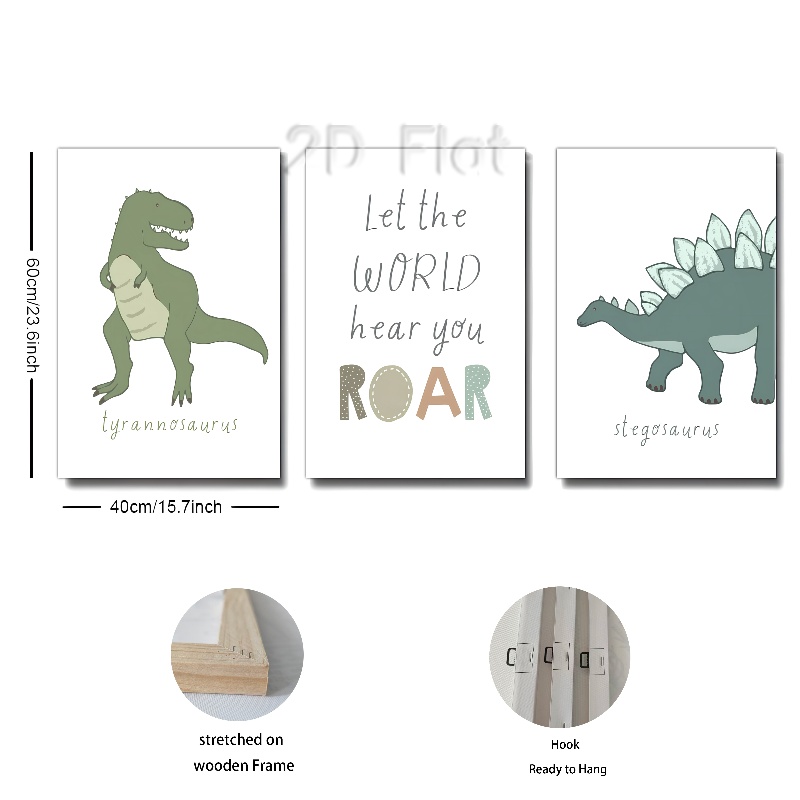 2D Flat
60cm/23.6inch
tyrannosaurus
Let the
WORLD
hear you
ROAR
stegosaurus
40cm/15.7inch
stretched on
wooden Frame
Hook
Ready to Hang